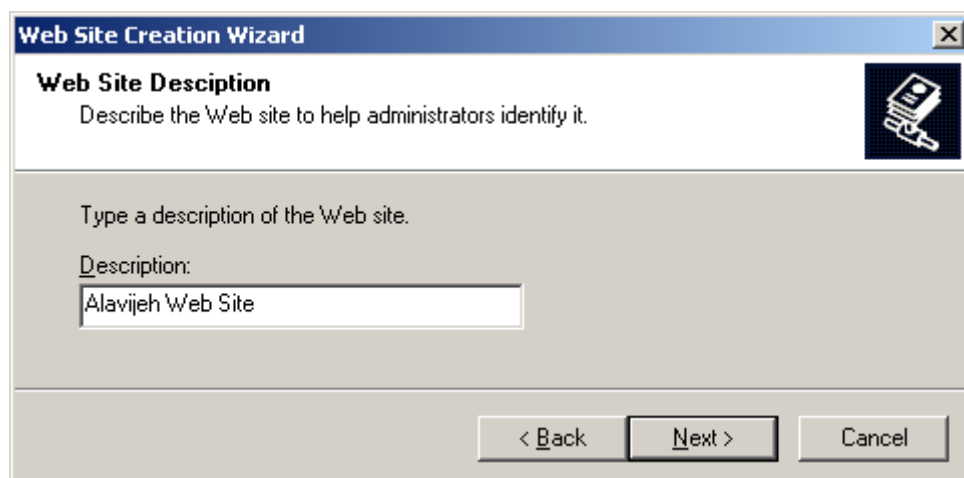 Web Site Creation Wizard
Web Site Desciption
Describe the Web site to help administrators identify it.
Type a description of the Web site.
Description:
Alavijeh Web Site
< Back Next > Cancel